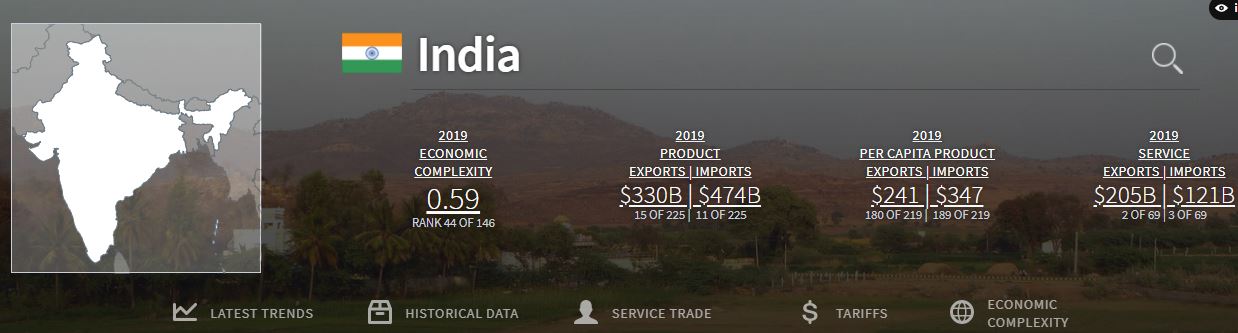 India
2019
ECONOMIC
COMPLEXITY
0.59
RANK 44 OF 146
2019
PRODUCT
EXPORTS | IMPORTS
$330B | $474B
15 OF 225 | 11 OF 225
2019
PER CAPITA PRODUCT
EXPORTS | IMPORTS
$241 | $347
180 OF 219 | 189 OF 219
2019
SERVICE
EXPORTS | IMPORTS
$205B | $121B
2 OF 69 | 3 OF 69
LATEST TRENDS
HISTORICAL DATA
SERVICE TRADE
$ TARIFFS
ECONOMIC
COMPLEXITY